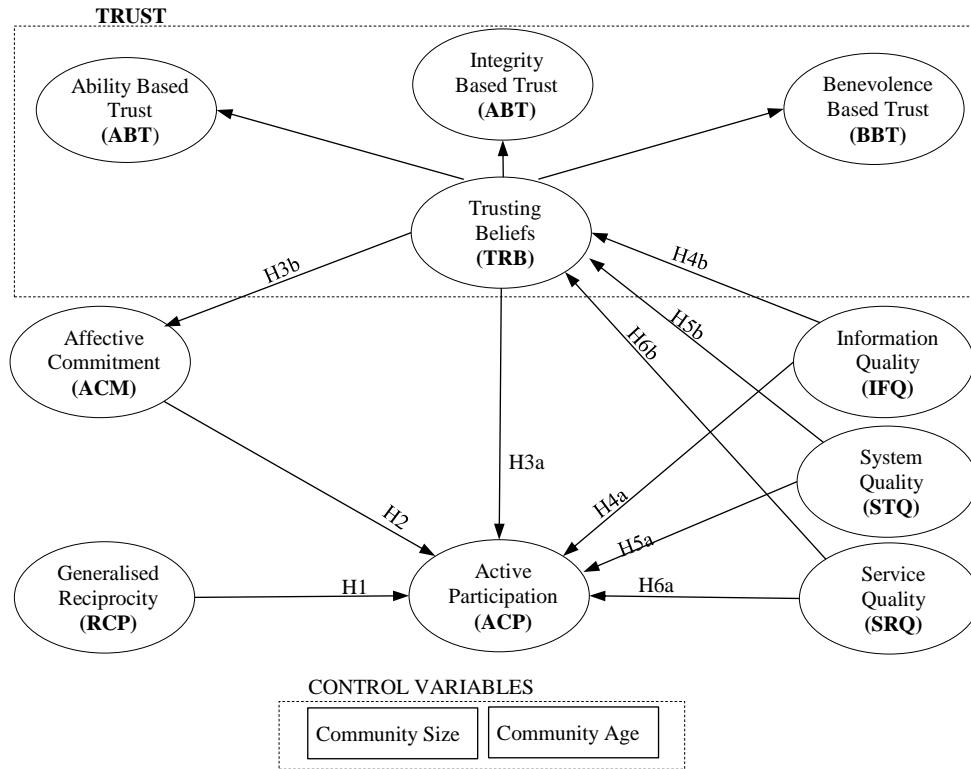 TRUST
Ability Based
Trust
(ABT)
Integrity
Based Trust
(ABT)
Benevolence
Based Trust
(BBT)
Trusting
Beliefs
(TRB)
H3b
H4b
H5b
H6b
Affective
Commitment
(ACM)
Information
Quality
(IFQ)
H3a
System
Quality
(STQ)
H4a
H2
H5a
Generalised
Reciprocity
(RCP)
H1
Active
Participation
(ACP)
H6a
Service
Quality
(SRQ)
CONTROL VARIABLES
Community Size
Community Age